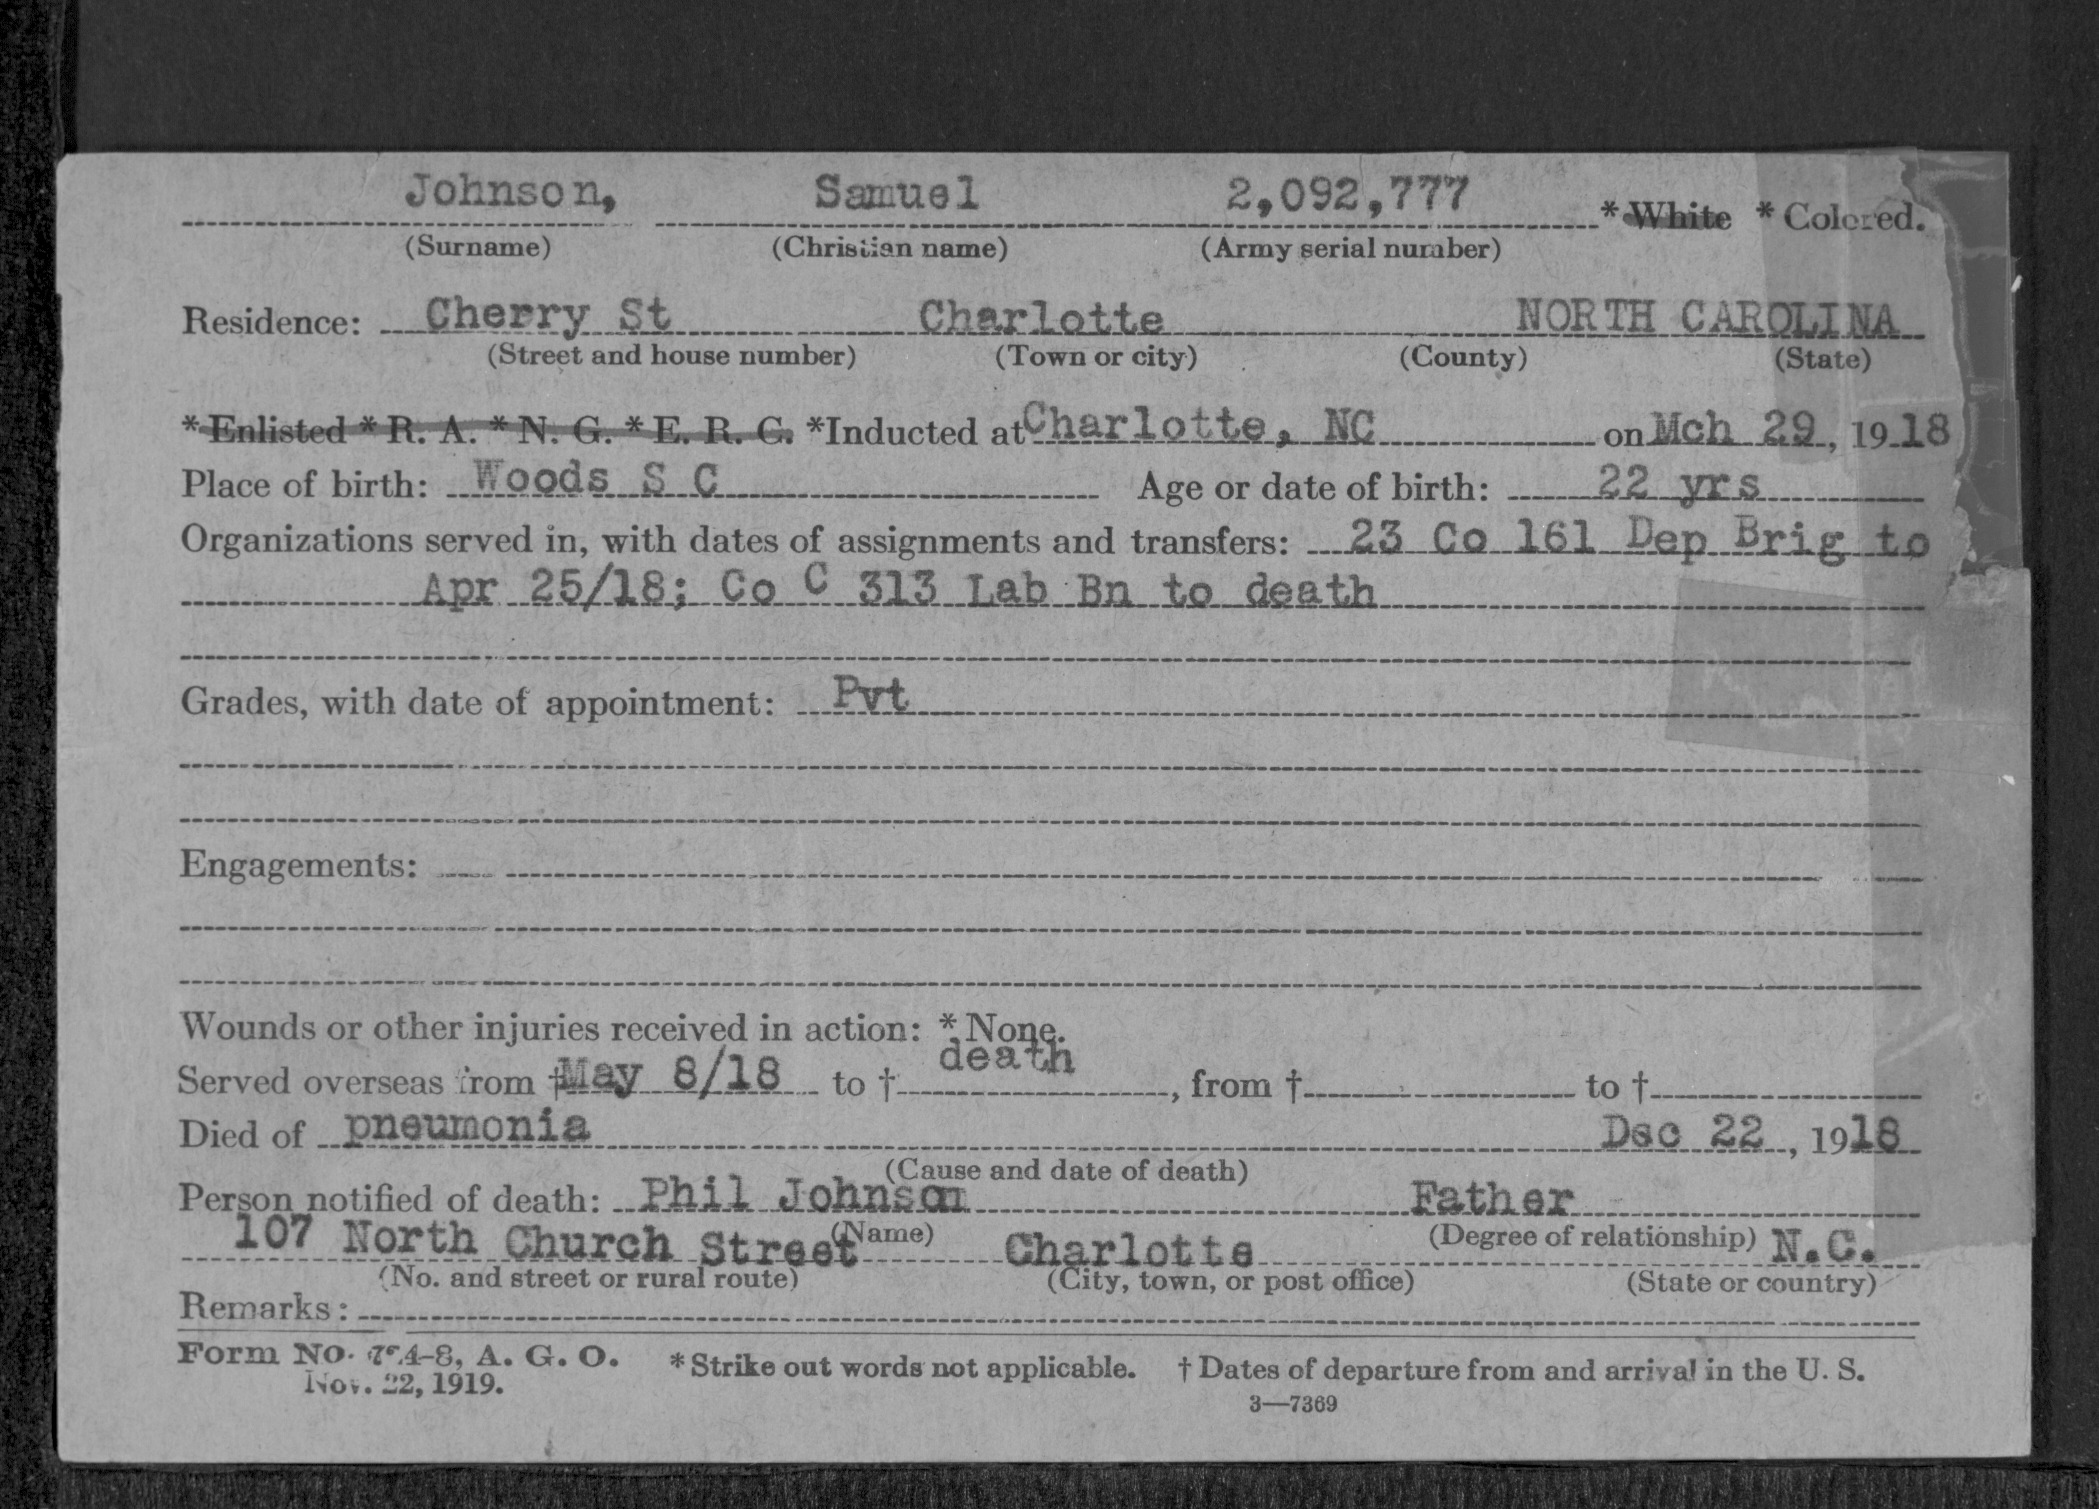 Johnson, Samuel 2,092,777 *White *Colored.
(Surname) (Christian name) (Army serial number)
Residence: Cherry St Charlotte NORTH CAROLINA
(Street and house number) (Town or city) (County) (State)
*Enlisted *R. A. *N. G. *E. R. C. *Inducted at Charlotte, NC on Mch 29, 1918
Place of birth: Woods S C Age or date of birth: 22 yrs
Organizations served in, with dates of assignments and transfers: 23 Co 161 Dep Brig to
Apr 25/18; Co C 313 Lab Bn to death
Grades, with date of appointment: Pvt
Engagements:
Wounds or other injuries received in action: *None.
Served overseas from †May 8/18 to † death, from † to †
Died of pneumonia Dec 22, 1918
(Cause and date of death)
Person notified of death: Phil Johnson Father
(Name) (Degree of relationship)
107 North Church Street Charlotte N.C.
(No. and street or rural route) (City, town, or post office) (State or country)
Remarks:
Form No. 724-8, A. G. O. *Strike out words not applicable. † Dates of departure from and arrival in the U. S.
Nov. 22, 1919.
3—7369